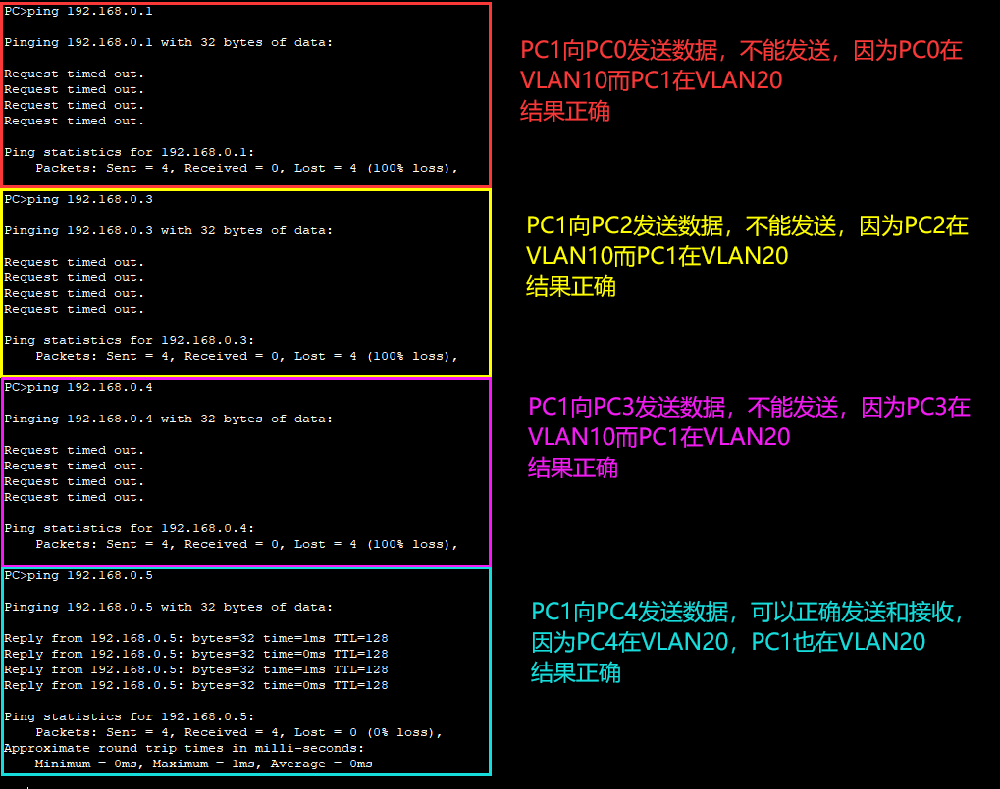 PC>ping 192.168.0.1
Pinging 192.168.0.1 with 32 bytes of data:
Request timed out.
Request timed out.
Request timed out.
Request timed out.
Ping statistics for 192.168.0.1:
Packets: Sent = 4, Received = 0, Lost = 4 (100% loss),
PC1向PC0发送数据，不能发送，因为PC0在
VLAN10而PC1在VLAN20
结果正确
PC>ping 192.168.0.3
Pinging 192.168.0.3 with 32 bytes of data:
Request timed out.
Request timed out.
Request timed out.
Request timed out.
Ping statistics for 192.168.0.3:
Packets: Sent = 4, Received = 0, Lost = 4 (100% loss),
PC1向PC2发送数据，不能发送，因为PC2在
VLAN10而PC1在VLAN20
结果正确
PC>ping 192.168.0.4
Pinging 192.168.0.4 with 32 bytes of data:
Request timed out.
Request timed out.
Request timed out.
Request timed out.
Ping statistics for 192.168.0.4:
Packets: Sent = 4, Received = 0, Lost = 4 (100% loss),
PC1向PC3发送数据，不能发送，因为PC3在
VLAN10而PC1在VLAN20
结果正确
PC>ping 192.168.0.5
Pinging 192.168.0.5 with 32 bytes of data:
Reply from 192.168.0.5: bytes=32 time=1ms TTL=128
Reply from 192.168.0.5: bytes=32 time=0ms TTL=128
Reply from 192.168.0.5: bytes=32 time=1ms TTL=128
Reply from 192.168.0.5: bytes=32 time=0ms TTL=128
Ping statistics for 192.168.0.5:
Packets: Sent = 4, Received = 4, Lost = 0 (0% loss),
Approximate round trip times in milli-seconds:
Minimum = 0ms, Maximum = 1ms, Average = 0ms
PC1向PC4发送数据，可以正确发送和接收，
因为PC4在VLAN20，PC1也在VLAN20
结果正确